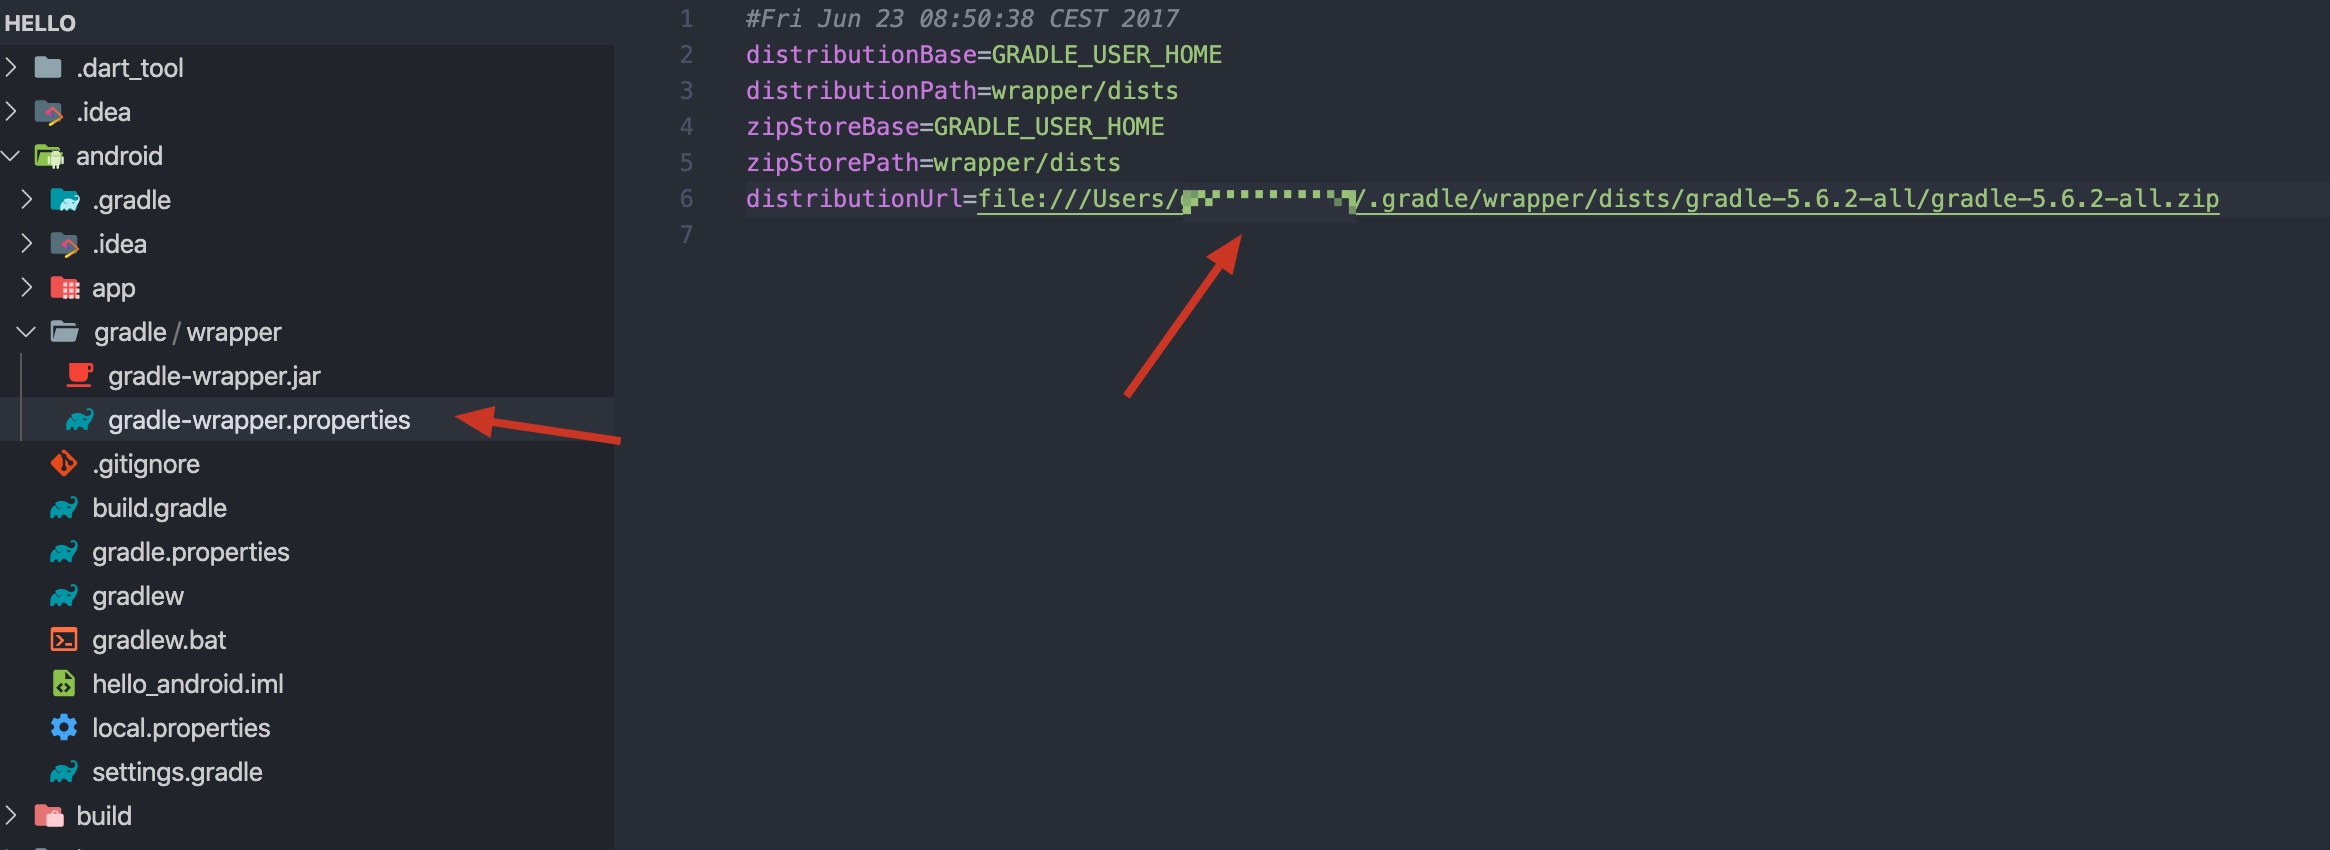 HELLO
.dart_tool
.idea
android
.gradle
.idea
app
gradle / wrapper
gradle-wrapper.jar
gradle-wrapper.properties
.gitignore
build.gradle
gradle.properties
gradlew
gradlew.bat
hello_android.iml
local.properties
settings.gradle
build
1 #Fri Jun 23 08:50:38 CEST 2017
2 distributionBase=GRADLE_USER_HOME
3 distributionPath=wrapper/dists
4 zipStoreBase=GRADLE_USER_HOME
5 zipStorePath=wrapper/dists
6 distributionUrl=file:///Users/ /.gradle/wrapper/dists/gradle-5.6.2-all/gradle-5.6.2-all.zip
7